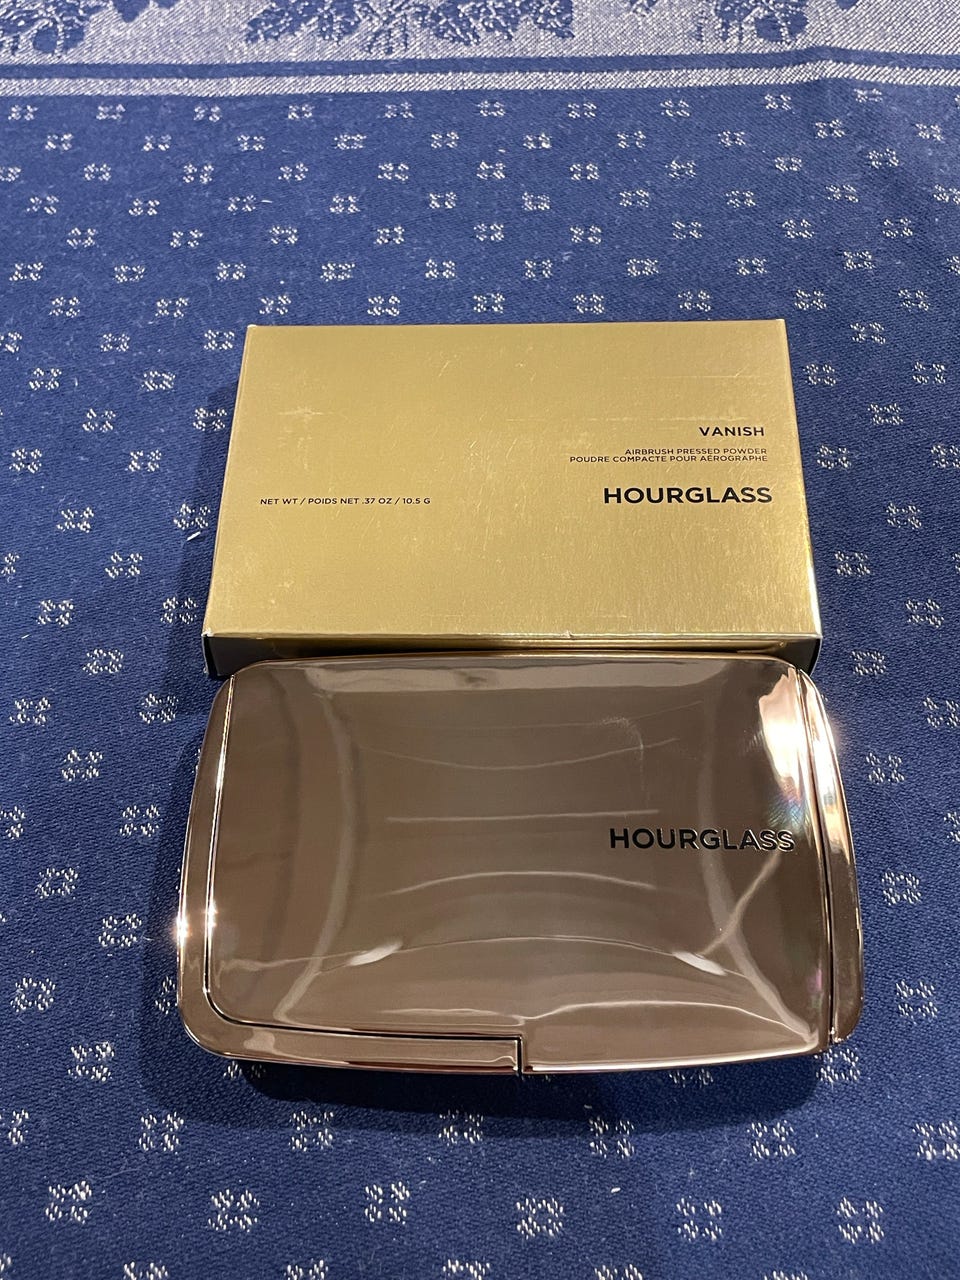 VANISH
AIRBRUSH PRESSED POWDER
POUDRE COMPACTE POUR AÉROGRAPHE
NET WT / POIDS NET .37 OZ / 10.5 G
HOURGLASS
HOURGLASS